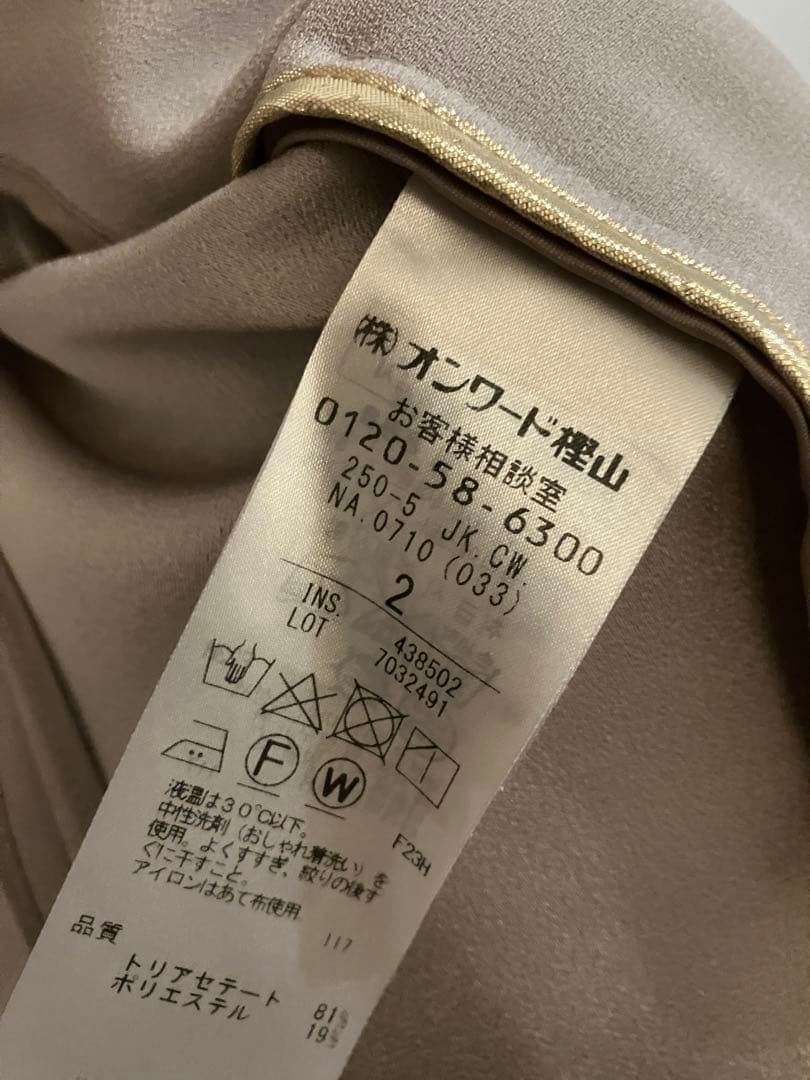 ㈱オンワード樫山
お客様相談室
0120-58-6300
250-5 JK.CW.
NA.0710(033)
2
INS. 438502
LOT 7032491
F W
液温は30℃以下。
中性洗剤(おしゃれ着洗い)を
使用。よくすすぎ、絞りの後す
ぐに干すこと。
アイロンはあて布使用
F23H
品質 117
トリアセテート 81%
ポリエステル 19%